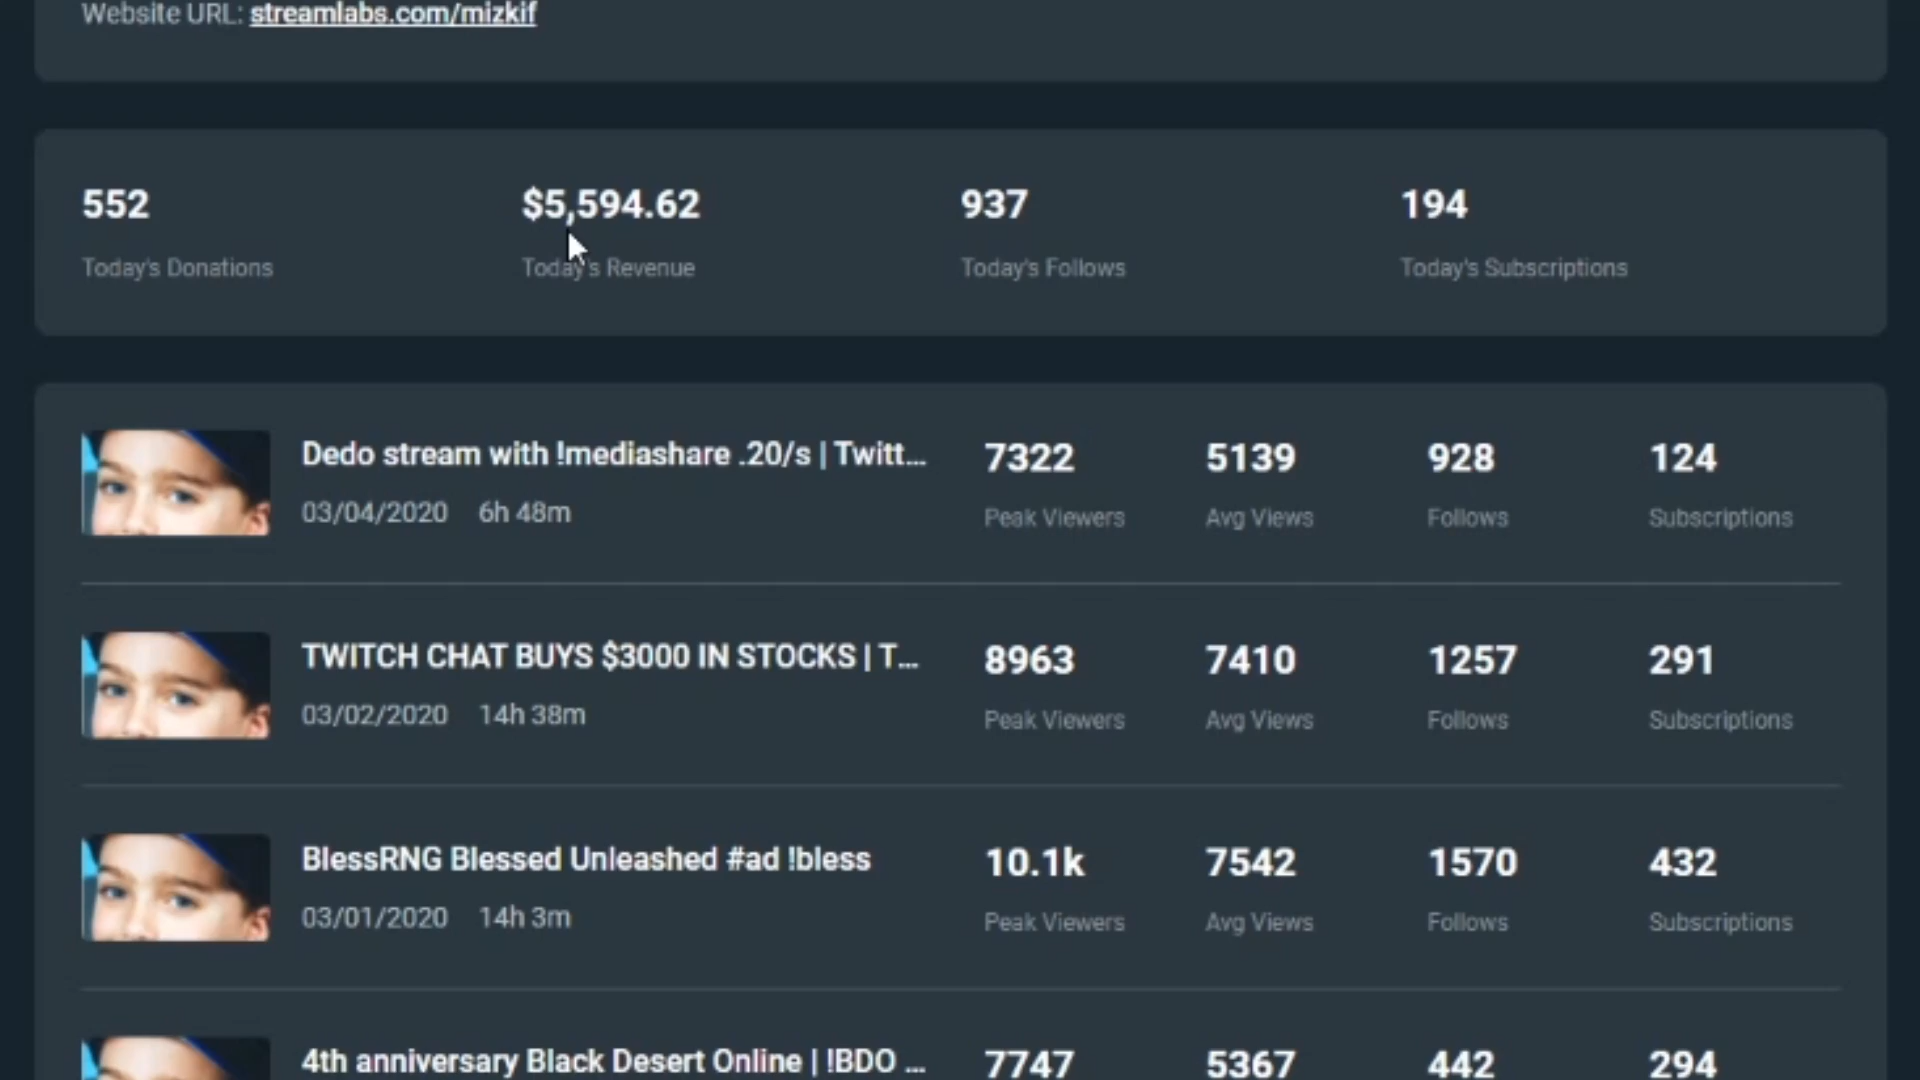 Website URL: streamlabs.com/mizkif
552 $5,594.62 937 194
Today's Donations Today's Revenue Today's Follows Today's Subscriptions
Dedo stream with !mediashare .20/s | Twitt... 7322 5139 928 124
03/04/2020 6h 48m Peak Viewers Avg Views Follows Subscriptions
TWITCH CHAT BUYS $3000 IN STOCKS | T... 8963 7410 1257 291
03/02/2020 14h 38m Peak Viewers Avg Views Follows Subscriptions
BlessRNG Blessed Unleashed #ad !bless 10.1k 7542 1570 432
03/01/2020 14h 3m Peak Viewers Avg Views Follows Subscriptions
4th anniversary Black Desert Online | !BDO ... 7747 5367 442 294